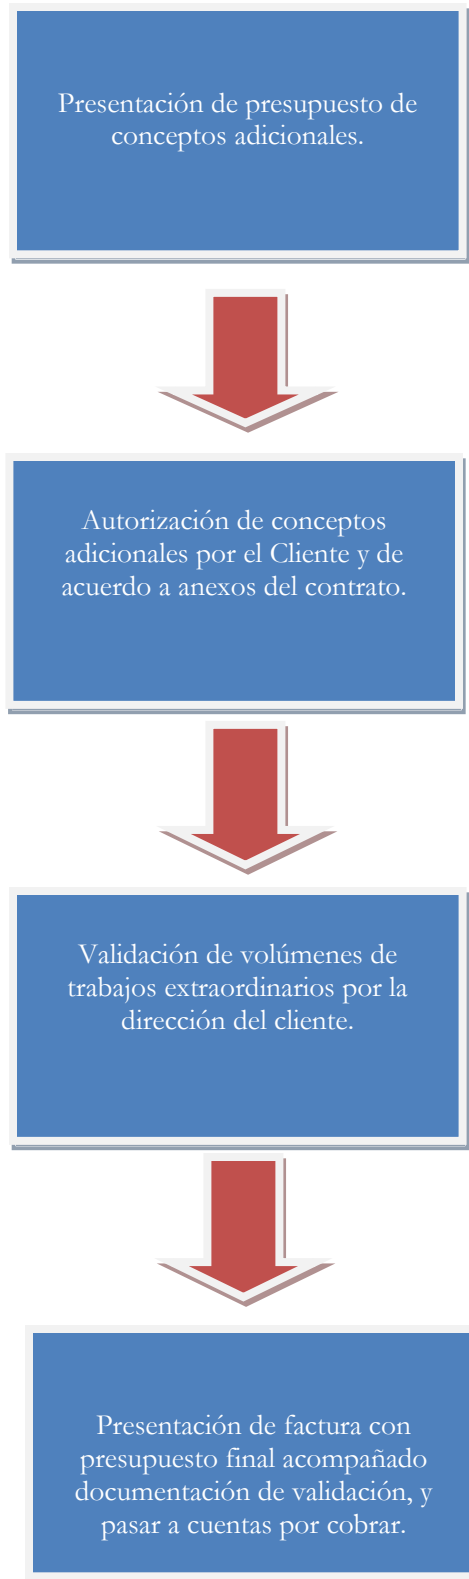 Presentación de presupuesto de
conceptos adicionales.
Autorización de conceptos
adicionales por el Cliente y de
acuerdo a anexos del contrato.
Validación de volúmenes de
trabajos extraordinarios por la
dirección del cliente.
Presentación de factura con
presupuesto final acompañado
documentación de validación, y
pasar a cuentas por cobrar.